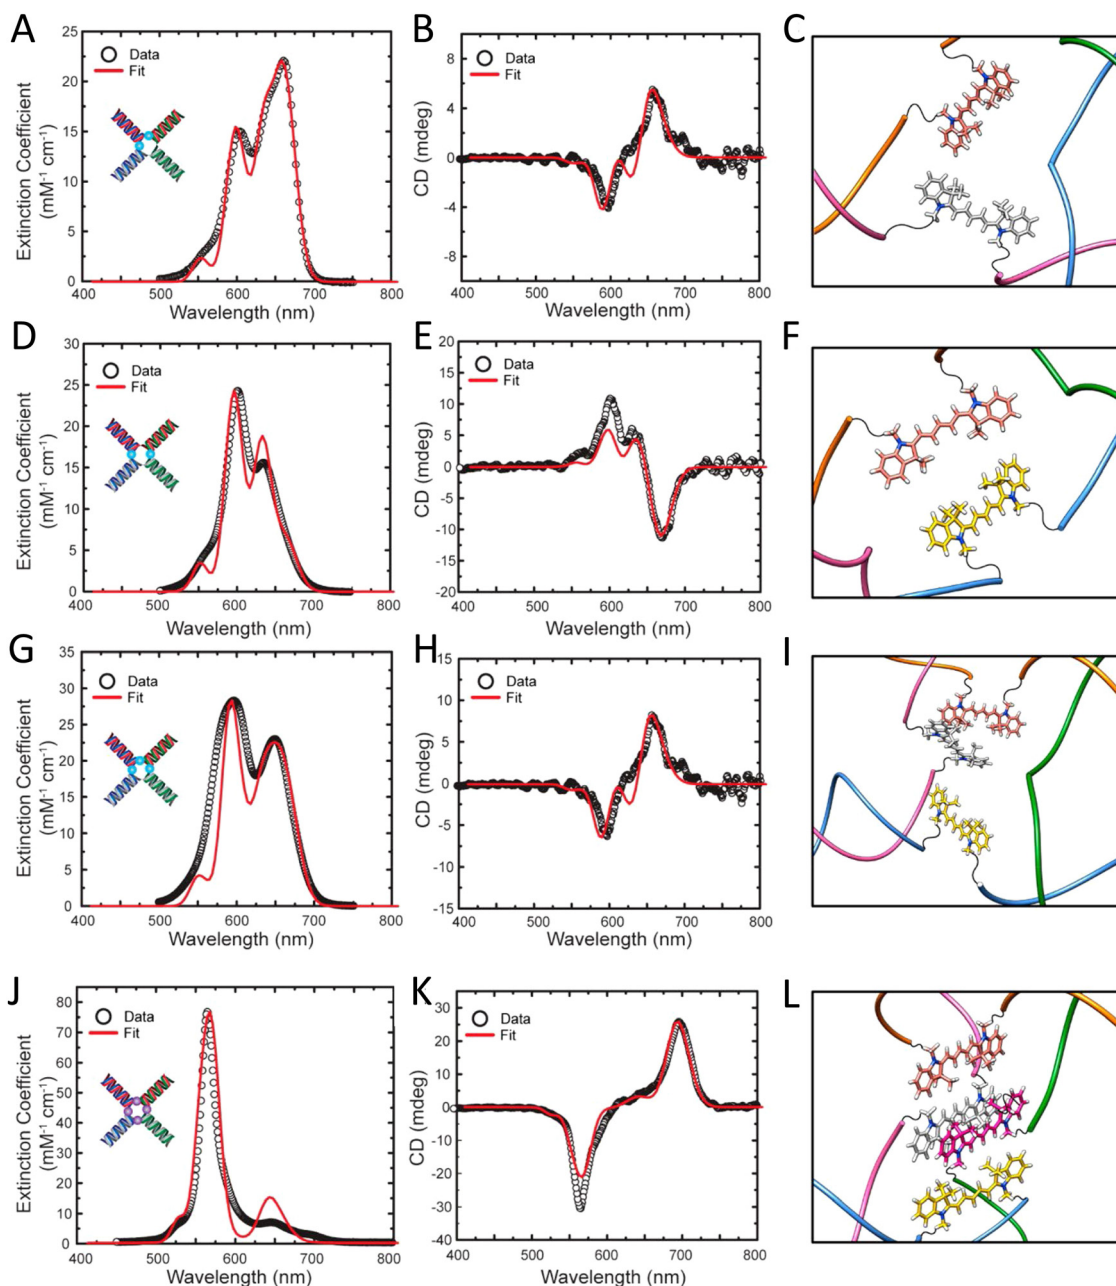 A
Extinction Coefficient
(mM⁻¹ cm⁻¹)
25
20
15
10
5
0
Data
Fit
400 500 600 700 800
Wavelength (nm)
B
CD (mdeg)
8
4
0
-4
-8
Data
Fit
400 500 600 700 800
Wavelength (nm)
C
D
Extinction Coefficient
(mM⁻¹ cm⁻¹)
30
25
20
15
10
5
0
Data
Fit
400 500 600 700 800
Wavelength (nm)
E
CD (mdeg)
20
15
10
5
0
-5
-10
-15
-20
Data
Fit
400 500 600 700 800
Wavelength (nm)
F
G
Extinction Coefficient
(mM⁻¹ cm⁻¹)
35
30
25
20
15
10
5
0
Data
Fit
400 500 600 700 800
Wavelength (nm)
H
CD (mdeg)
15
10
5
0
-5
-10
-15
Data
Fit
400 500 600 700 800
Wavelength (nm)
I
J
Extinction Coefficient
(mM⁻¹ cm⁻¹)
80
70
60
50
40
30
20
10
0
Data
Fit
400 500 600 700 800
Wavelength (nm)
K
CD (mdeg)
30
20
10
0
-10
-20
-30
-40
Data
Fit
400 500 600 700 800
Wavelength (nm)
L